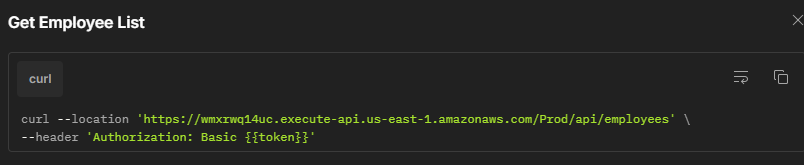 Get Employee List
curl
curl --location 'https://wmxrwq14uc.execute-api.us-east-1.amazonaws.com/Prod/api/employees' \
--header 'Authorization: Basic {{token}}'